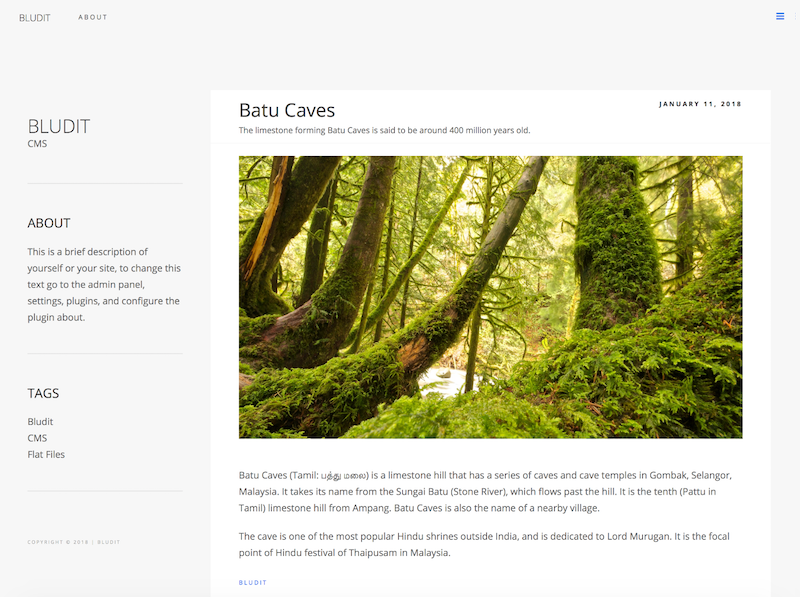 BLUDIT
ABOUT
BLUDIT
CMS
ABOUT
This is a brief description of
yourself or your site, to change this
text go to the admin panel,
settings, plugins, and configure the
plugin about.
TAGS
Bludit
CMS
Flat Files
COPYRIGHT © 2018 | BLUDIT
Batu Caves
JANUARY 11, 2018
The limestone forming Batu Caves is said to be around 400 million years old.
Batu Caves (Tamil: பத்து மலை) is a limestone hill that has a series of caves and cave temples in Gombak, Selangor,
Malaysia. It takes its name from the Sungai Batu (Stone River), which flows past the hill. It is the tenth (Pattu in
Tamil) limestone hill from Ampang. Batu Caves is also the name of a nearby village.
The cave is one of the most popular Hindu shrines outside India, and is dedicated to Lord Murugan. It is the focal
point of Hindu festival of Thaipusam in Malaysia.
BLUDIT